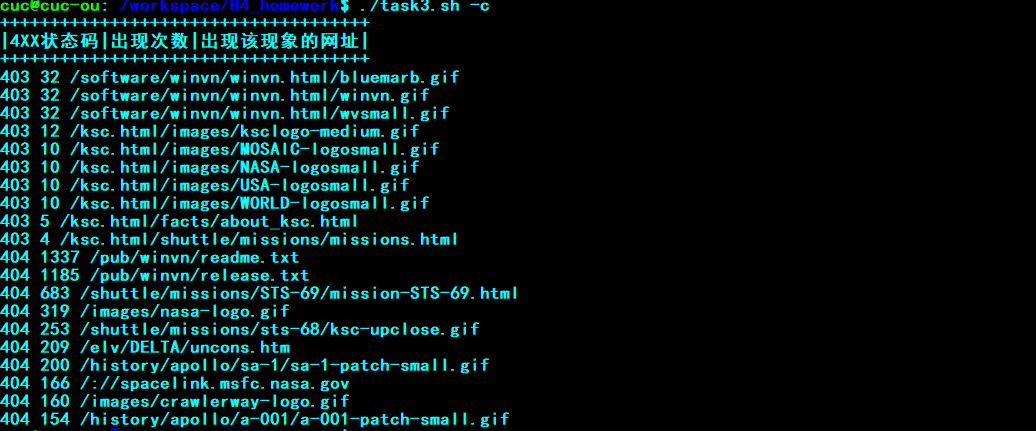 cuc@cuc-ou: /workspace/H4_homework$ ./task3.sh -c
+++++++++++++++++++++++++++++++++++++
|4XX状态码|出现次数|出现该现象的网址|
+++++++++++++++++++++++++++++++++++++
403 32 /software/winvn/winvn.html/bluemarb.gif
403 32 /software/winvn/winvn.html/winvn.gif
403 32 /software/winvn/winvn.html/wvsmall.gif
403 12 /ksc.html/images/ksclogo-medium.gif
403 10 /ksc.html/images/MOSAIC-logosmall.gif
403 10 /ksc.html/images/NASA-logosmall.gif
403 10 /ksc.html/images/USA-logosmall.gif
403 10 /ksc.html/images/WORLD-logosmall.gif
403 5 /ksc.html/facts/about_ksc.html
403 4 /ksc.html/shuttle/missions/missions.html
404 1337 /pub/winvn/readme.txt
404 1185 /pub/winvn/release.txt
404 683 /shuttle/missions/STS-69/mission-STS-69.html
404 319 /images/nasa-logo.gif
404 253 /shuttle/missions/sts-68/ksc-upclose.gif
404 209 /elv/DELTA/uncons.htm
404 200 /history/apollo/sa-1/sa-1-patch-small.gif
404 166 /://spacelink.msfc.nasa.gov
404 160 /images/crawlerway-logo.gif
404 154 /history/apollo/a-001/a-001-patch-small.gif